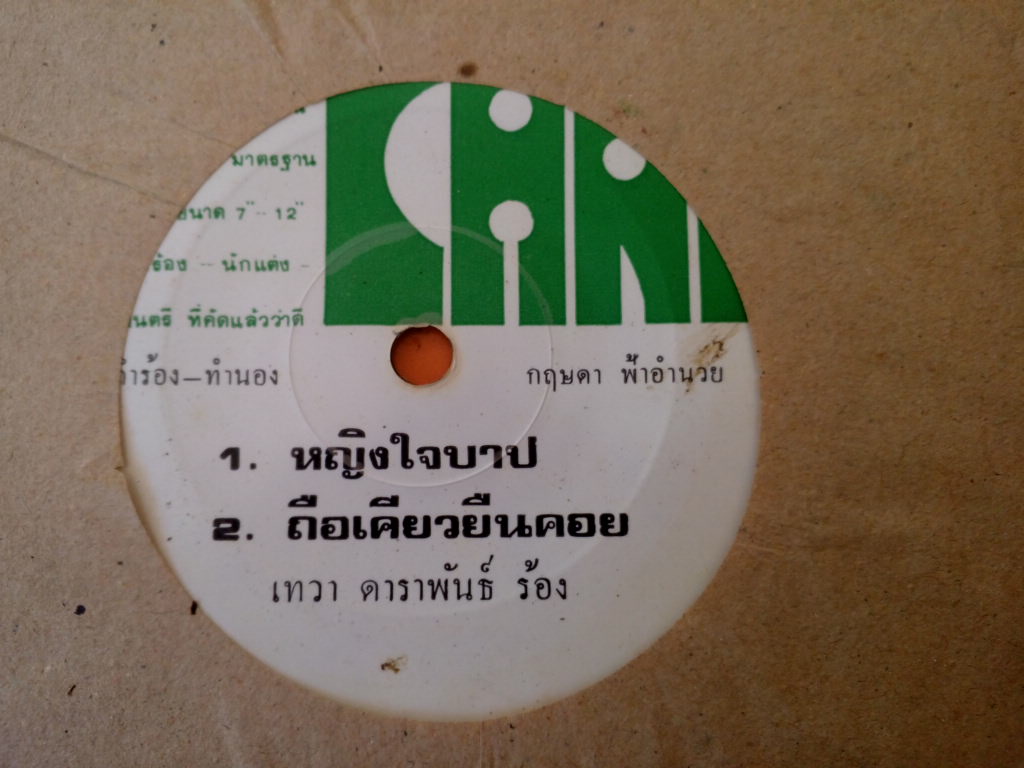 มาตรฐาน
ขนาด 7"-- 12"
ร้อง -- นักแต่ง -
ดนตรี ที่คัดแล้วว่าดี
คำร้อง–ทำนอง กฤษดา ฟ้าอำนวย
1. หญิงใจบาป
2. ถือเคียวยืนคอย
เทวา ดาราพันธ์ ร้อง